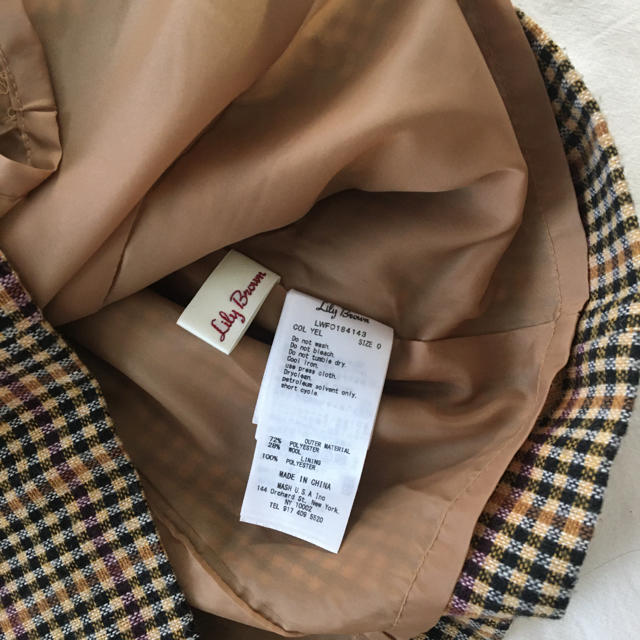 Lily Brown
Lily Brown
LWFO184143
COL YEL SIZE 0
Do not wash.
Do not bleach.
Do not tumble dry.
Cool iron.
use press cloth.
Dryclean.
petroleum solvent only.
short cycle.
OUTER MATERIAL
72% POLYESTER
28% WOOL
LINING
100% POLYESTER
MADE IN CHINA
MASH U S A Inc
144 Orchard St. New York.
NY 10002
TEL 917 409 5520